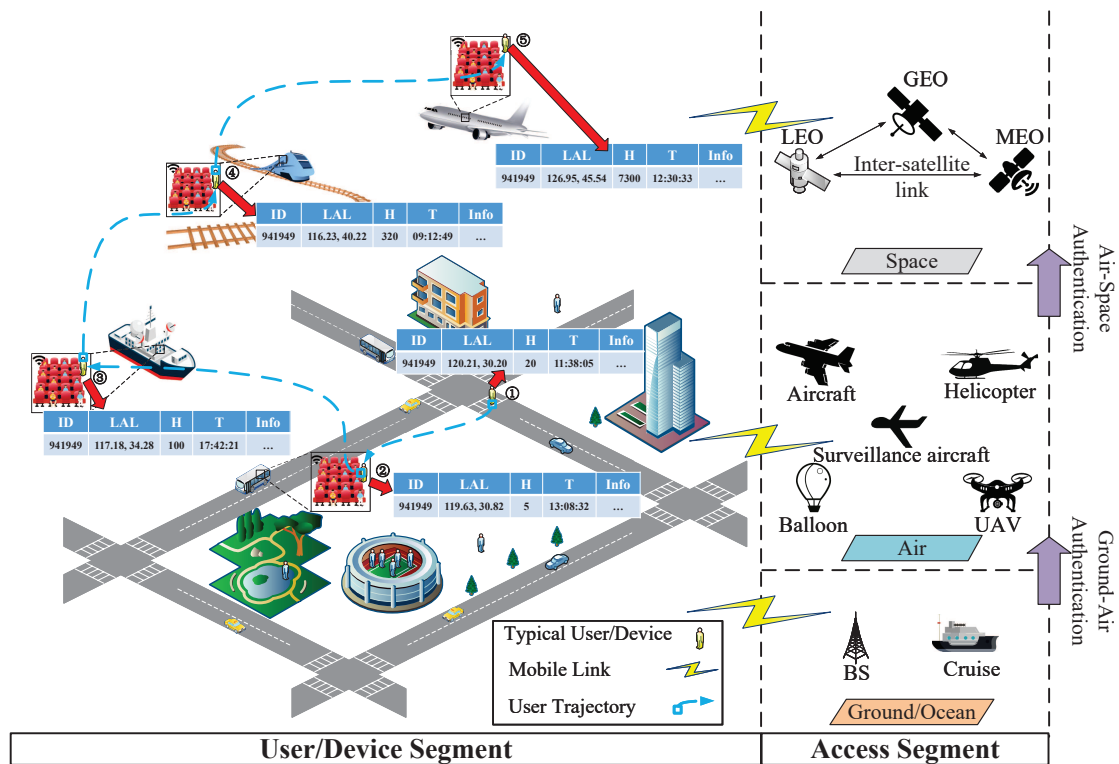 ⑤
ID LAL H T Info
941949 126.95, 45.54 7300 12:30:33 ...
④
ID LAL H T Info
941949 116.23, 40.22 320 09:12:49 ...
ID LAL H T Info
941949 120.21, 30.20 20 11:38:05 ...
①
③
ID LAL H T Info
941949 117.18, 34.28 100 17:42:21 ...
②
ID LAL H T Info
941949 119.63, 30.82 5 13:08:32 ...
Typical User/Device
Mobile Link
User Trajectory
User/Device Segment
GEO
LEO
MEO
Inter-satellite
link
Space
Aircraft
Helicopter
Surveillance aircraft
Balloon
UAV
Air
BS
Cruise
Ground/Ocean
Access Segment
Air-Space
Authentication
Ground-Air
Authentication